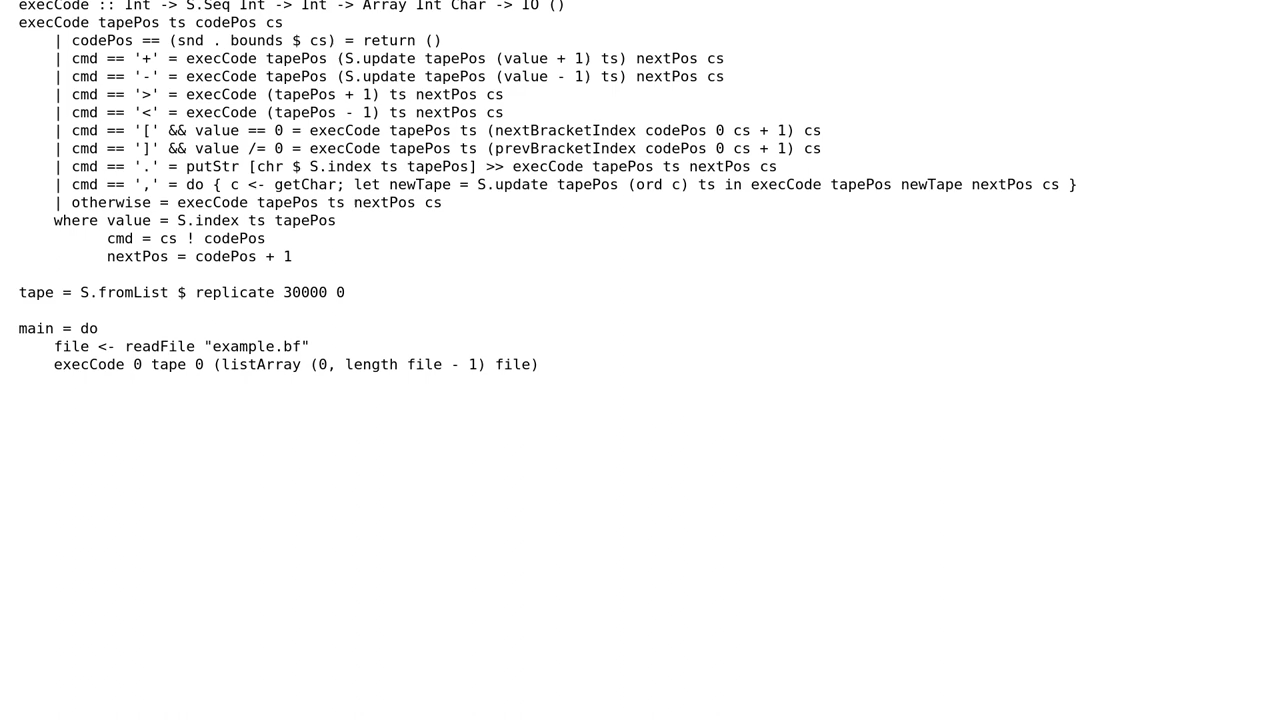 execCode :: Int -> S.Seq Int -> Int -> Array Int Char -> IO ()
execCode tapePos ts codePos cs
    | codePos == (snd . bounds $ cs) = return ()
    | cmd == '+' = execCode tapePos (S.update tapePos (value + 1) ts) nextPos cs
    | cmd == '-' = execCode tapePos (S.update tapePos (value - 1) ts) nextPos cs
    | cmd == '>' = execCode (tapePos + 1) ts nextPos cs
    | cmd == '<' = execCode (tapePos - 1) ts nextPos cs
    | cmd == '[' && value == 0 = execCode tapePos ts (nextBracketIndex codePos 0 cs + 1) cs
    | cmd == ']' && value /= 0 = execCode tapePos ts (prevBracketIndex codePos 0 cs + 1) cs
    | cmd == '.' = putStr [chr $ S.index ts tapePos] >> execCode tapePos ts nextPos cs
    | cmd == ',' = do { c <- getChar; let newTape = S.update tapePos (ord c) ts in execCode tapePos newTape nextPos cs }
    | otherwise = execCode tapePos ts nextPos cs
    where value = S.index ts tapePos
          cmd = cs ! codePos
          nextPos = codePos + 1

tape = S.fromList $ replicate 30000 0

main = do
    file <- readFile "example.bf"
    execCode 0 tape 0 (listArray (0, length file - 1) file)